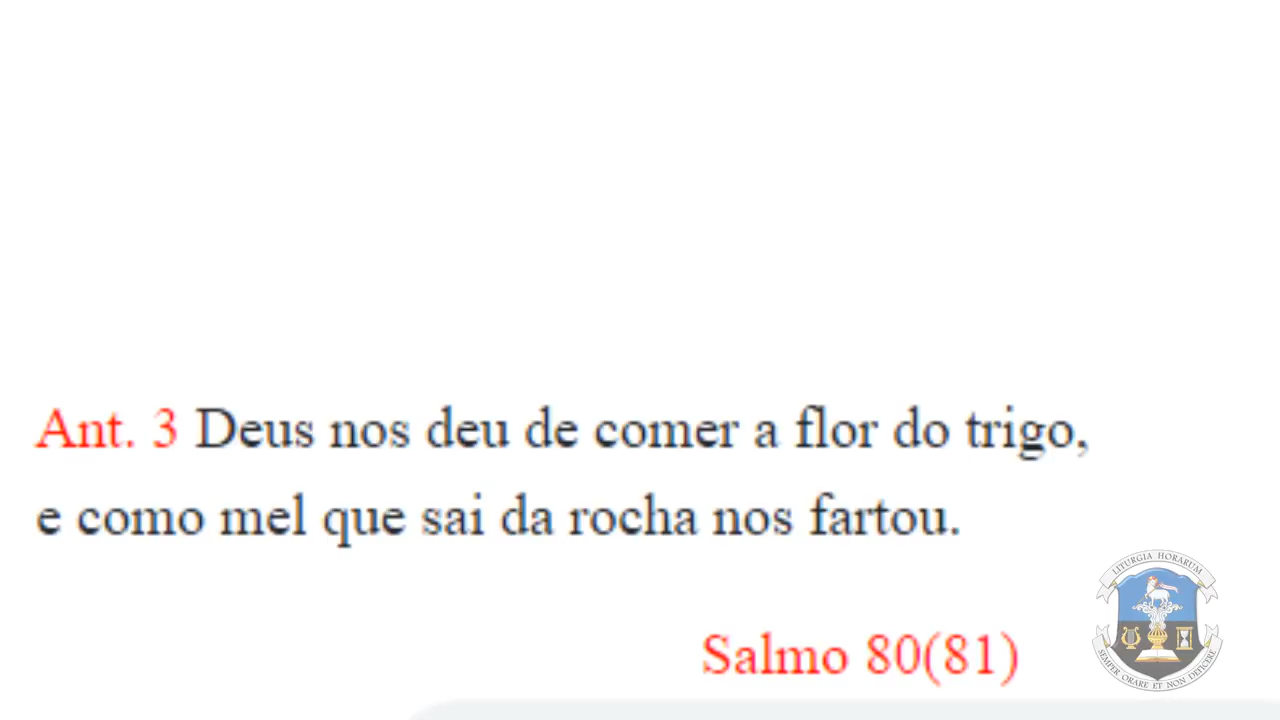 Ant. 3 Deus nos deu de comer a flor do trigo,
e como mel que sai da rocha nos fartou.
Salmo 80(81)
LITURGIA HORARUM
SEMPER ORARE ET NON DEFICERE